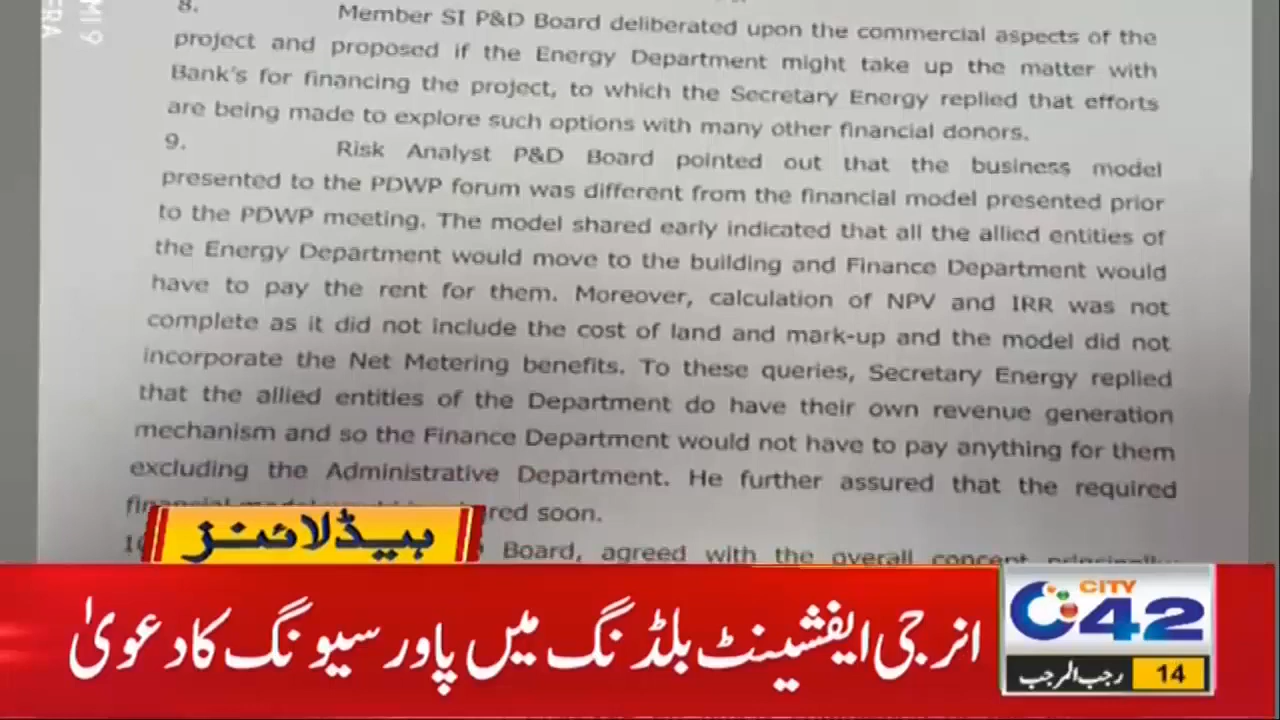 8. Member SI P&D Board deliberated upon the commercial aspects of the
project and proposed if the Energy Department might take up the matter with
Bank's for financing the project, to which the Secretary Energy replied that efforts
are being made to explore such options with many other financial donors.
9. Risk Analyst P&D Board pointed out that the business model
presented to the PDWP forum was different from the financial model presented prior
to the PDWP meeting. The model shared early indicated that all the allied entities of
the Energy Department would move to the building and Finance Department would
have to pay the rent for them. Moreover, calculation of NPV and IRR was not
complete as it did not include the cost of land and mark-up and the model did not
incorporate the Net Metering benefits. To these queries, Secretary Energy replied
that the allied entities of the Department do have their own revenue generation
mechanism and so the Finance Department would not have to pay anything for them
excluding the Administrative Department. He further assured that the required
soon.
Board, agreed with the overall concept principally
ہیڈلائنز
انرجی ایفشینٹ بلڈنگ میں پاور سیونگ کا دعویٰ
CITY
42
14 رجب المرجب